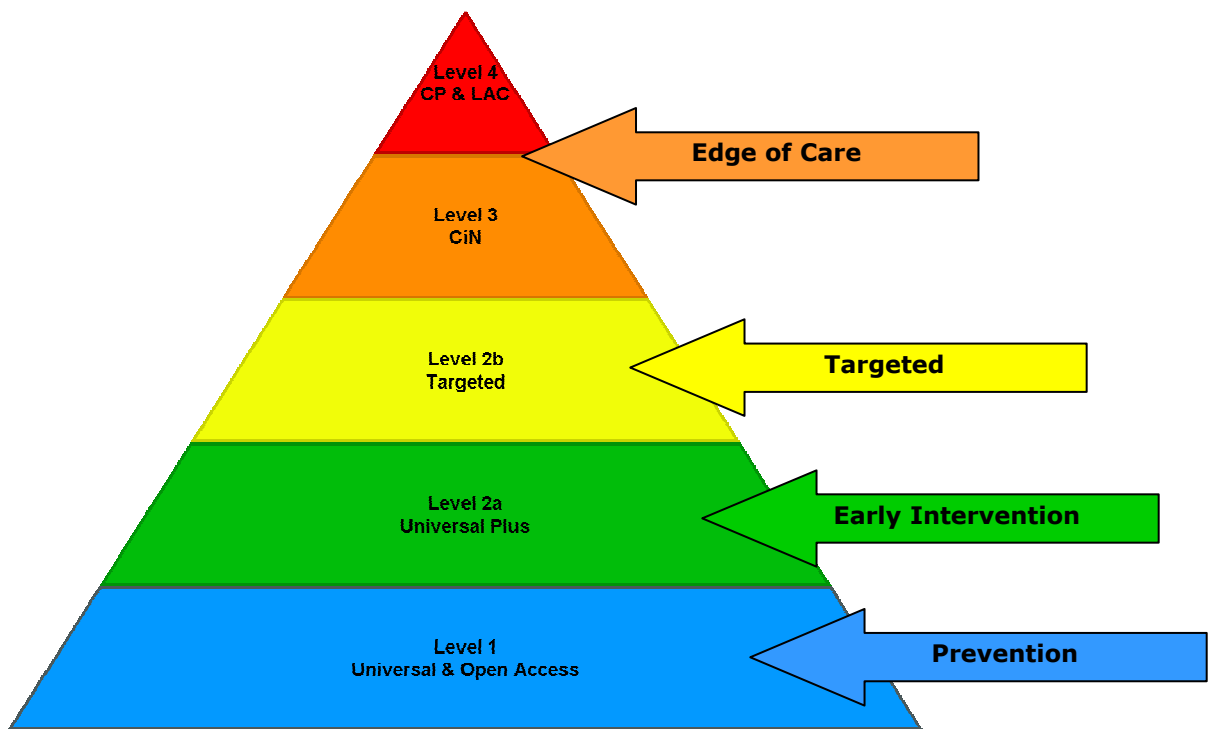 Level 4
CP & LAC
Edge of Care
Level 3
CiN
Level 2b
Targeted
Targeted
Level 2a
Universal Plus
Early Intervention
Level 1
Universal & Open Access
Prevention